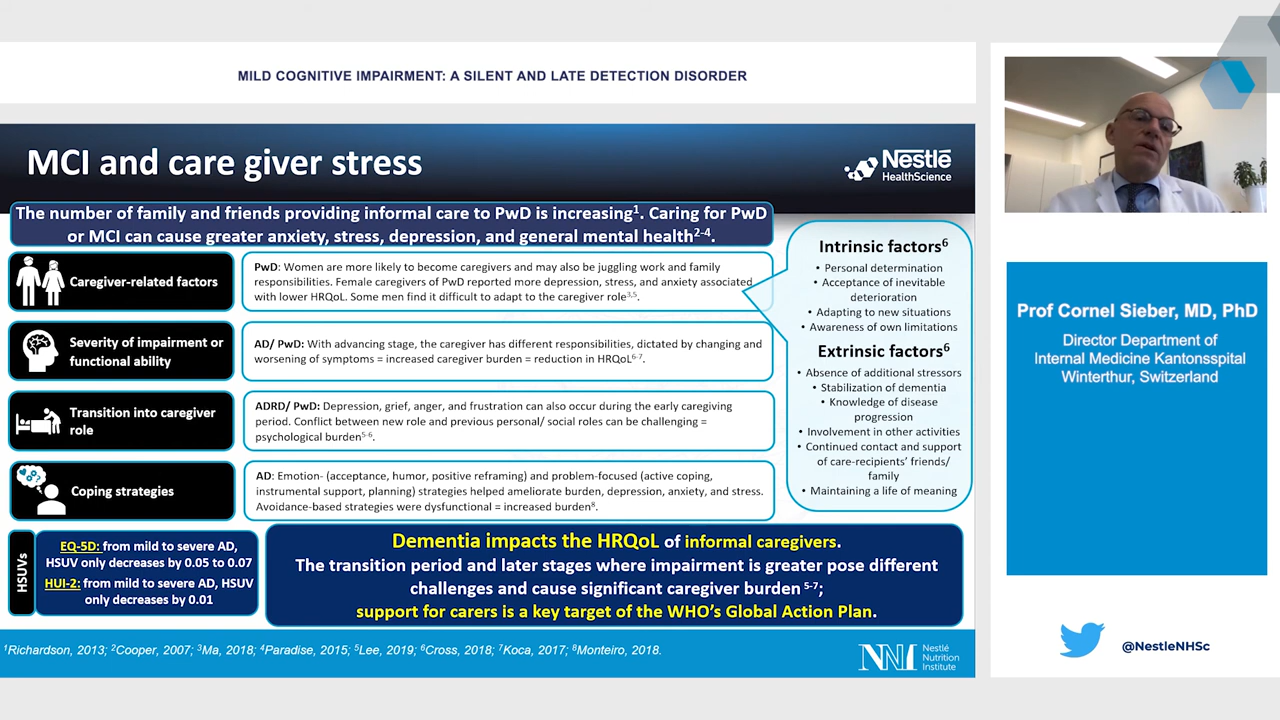 MILD COGNITIVE IMPAIRMENT: A SILENT AND LATE DETECTION DISORDER
MCI and care giver stress
Nestlé
HealthScience
The number of family and friends providing informal care to PwD is increasing¹. Caring for PwD
or MCI can cause greater anxiety, stress, depression, and general mental health²⁻⁴.
Caregiver-related factors
PwD: Women are more likely to become caregivers and may also be juggling work and family
responsibilities. Female caregivers of PwD reported more depression, stress, and anxiety associated
with lower HRQoL. Some men find it difficult to adapt to the caregiver role³,⁵.
Severity of impairment or
functional ability
AD/ PwD: With advancing stage, the caregiver has different responsibilities, dictated by changing and
worsening of symptoms = increased caregiver burden = reduction in HRQoL⁶⁻⁷.
Transition into caregiver
role
ADRD/ PwD: Depression, grief, anger, and frustration can also occur during the early caregiving
period. Conflict between new role and previous personal/ social roles can be challenging =
psychological burden⁵⁻⁶.
Coping strategies
AD: Emotion- (acceptance, humor, positive reframing) and problem-focused (active coping,
instrumental support, planning) strategies helped ameliorate burden, depression, anxiety, and stress.
Avoidance-based strategies were dysfunctional = increased burden⁸.
Intrinsic factors⁶
• Personal determination
• Acceptance of inevitable
deterioration
• Adapting to new situations
• Awareness of own limitations
Extrinsic factors⁶
• Absence of additional stressors
• Stabilization of dementia
• Knowledge of disease
progression
• Involvement in other activities
• Continued contact and support
of care-recipients' friends/
family
• Maintaining a life of meaning
HSUVs
EQ-5D: from mild to severe AD,
HSUV only decreases by 0.05 to 0.07
HUI-2: from mild to severe AD, HSUV
only decreases by 0.01
Dementia impacts the HRQoL of informal caregivers.
The transition period and later stages where impairment is greater pose different
challenges and cause significant caregiver burden ⁵⁻⁷;
support for carers is a key target of the WHO's Global Action Plan.
¹Richardson, 2013; ²Cooper, 2007; ³Ma, 2018; ⁴Paradise, 2015; ⁵Lee, 2019; ⁶Cross, 2018; ⁷Koca, 2017; ⁸Monteiro, 2018.
NNI
Nestlé
Nutrition
Institute
Prof Cornel Sieber, MD, PhD
Director Department of
Internal Medicine Kantonsspital
Winterthur, Switzerland
@NestleNHSc